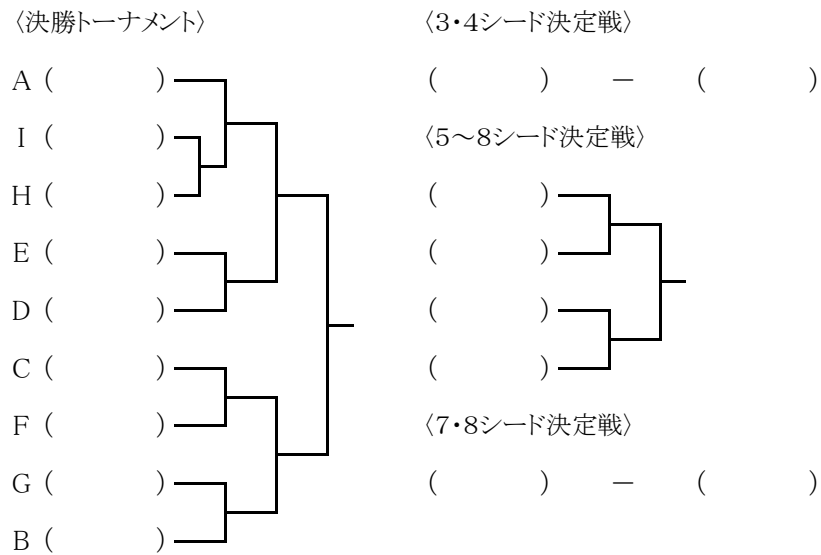 〈決勝トーナメント〉
A (　　　)
I (　　　)
H (　　　)
E (　　　)
D (　　　)
C (　　　)
F (　　　)
G (　　　)
B (　　　)
〈3・4シード決定戦〉
(　　　)　－　(　　　)
〈5～8シード決定戦〉
(　　　)
(　　　)
(　　　)
(　　　)
〈7・8シード決定戦〉
(　　　)　－　(　　　)